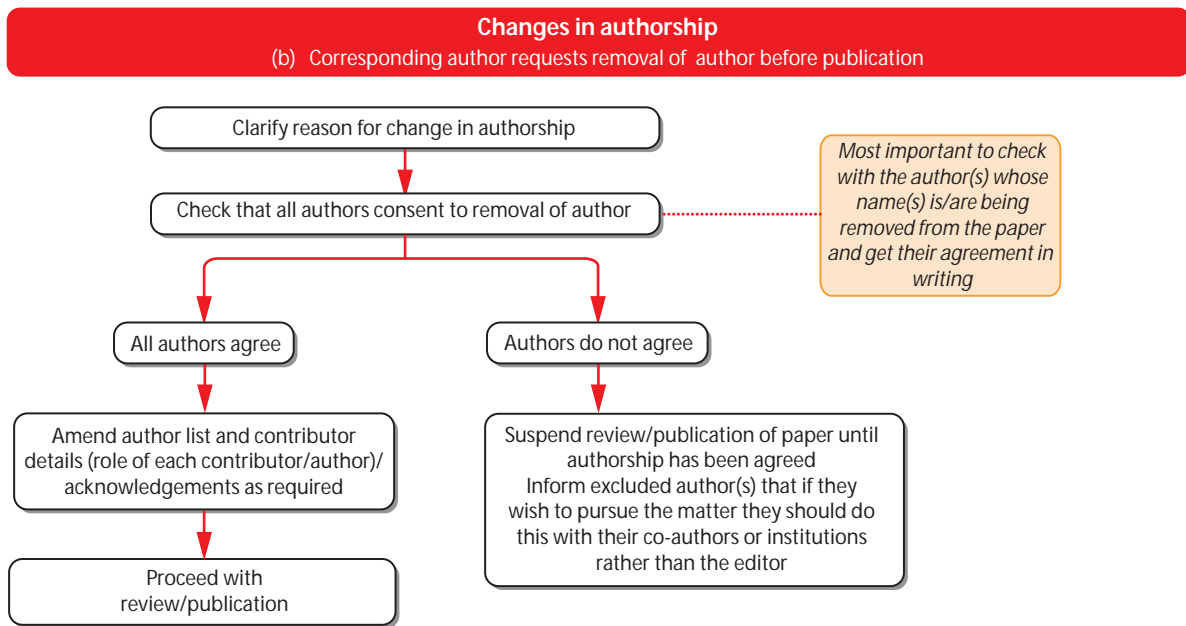 Changes in authorship
(b) Corresponding author requests removal of author before publication
Clarify reason for change in authorship
Check that all authors consent to removal of author
Most important to check
with the author(s) whose
name(s) is/are being
removed from the paper
and get their agreement in
writing
All authors agree
Authors do not agree
Amend author list and contributor
details (role of each contributor/author)/
acknowledgements as required
Suspend review/publication of paper until
authorship has been agreed
Inform excluded author(s) that if they
wish to pursue the matter they should do
this with their co-authors or institutions
rather than the editor
Proceed with
review/publication